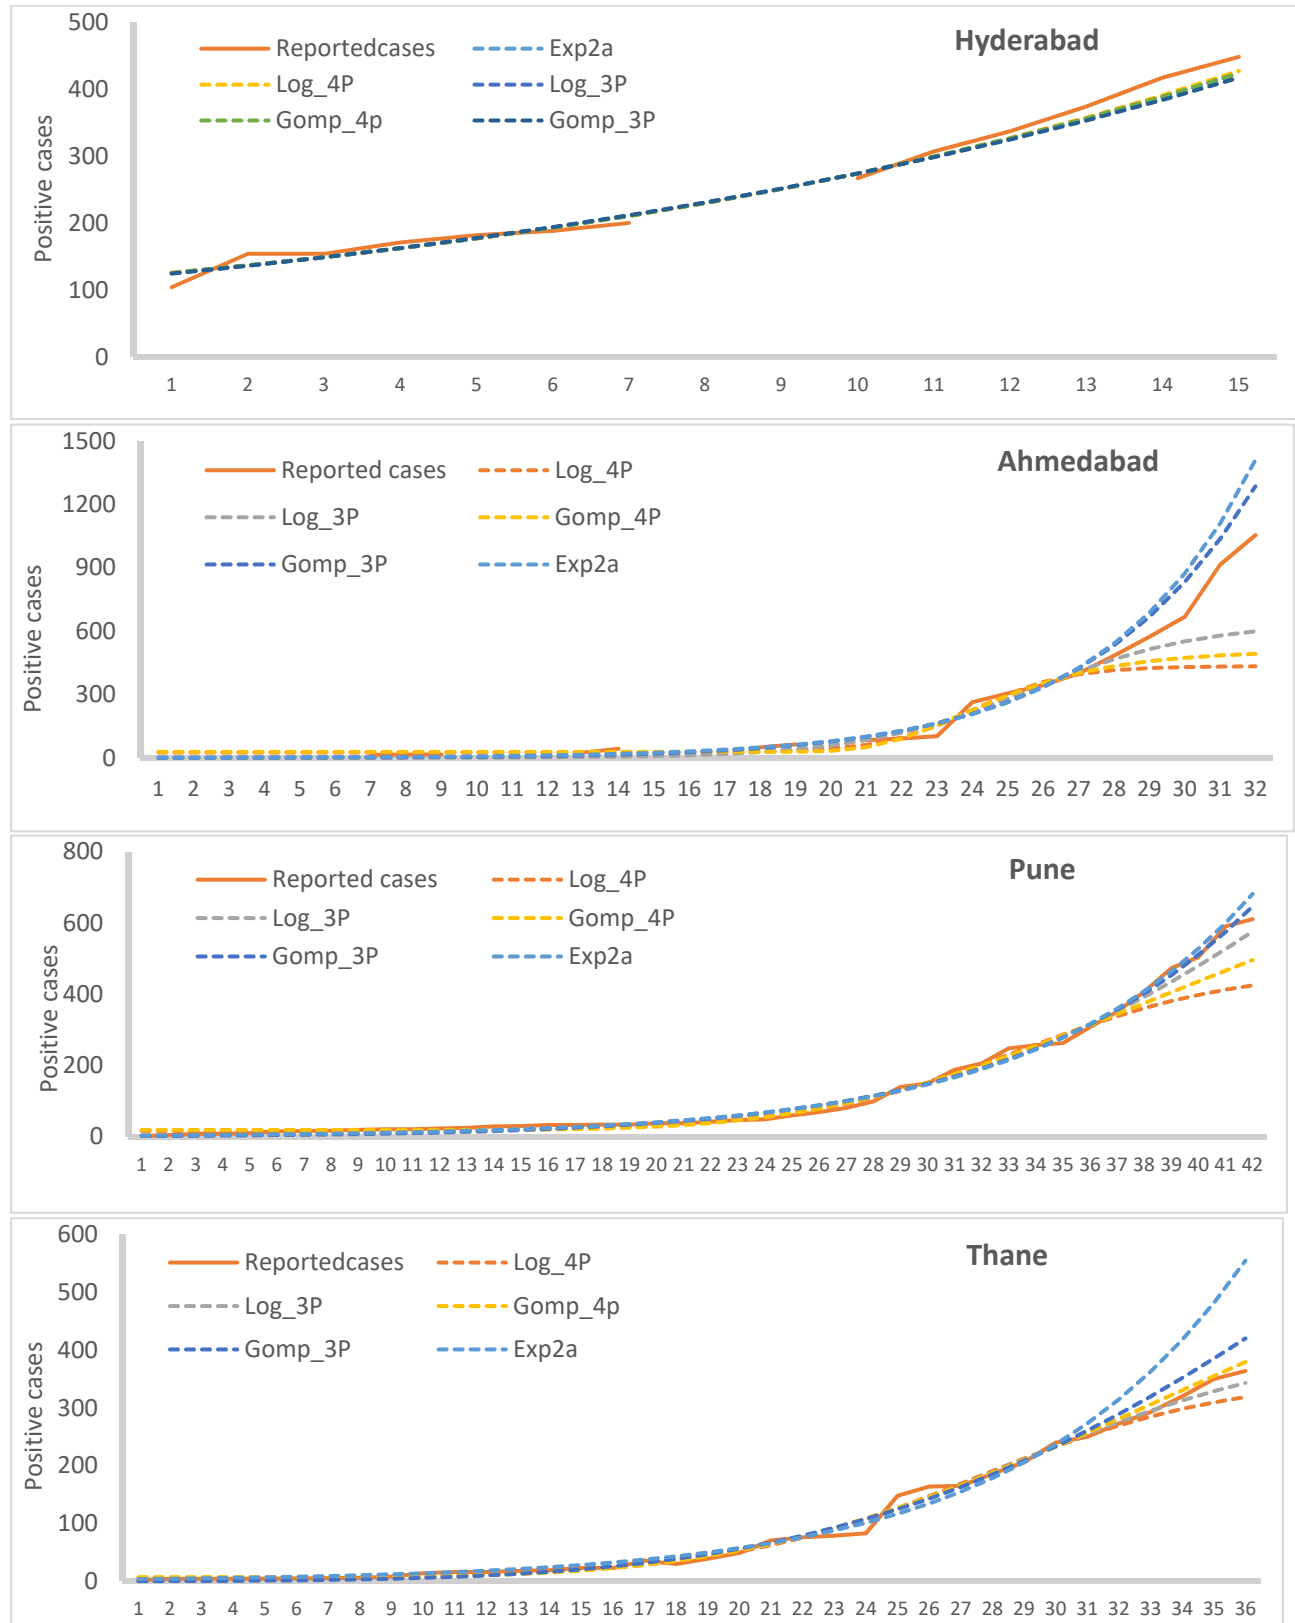 Hyderabad
Reportedcases Exp2a
Log_4P Log_3P
Gomp_4p Gomp_3P
Positive cases
500
400
300
200
100
0
1 2 3 4 5 6 7 8 9 10 11 12 13 14 15
Ahmedabad
Reported cases Log_4P
Log_3P Gomp_4P
Gomp_3P Exp2a
Positive cases
1500
1200
900
600
300
0
1 2 3 4 5 6 7 8 9 10 11 12 13 14 15 16 17 18 19 20 21 22 23 24 25 26 27 28 29 30 31 32
Pune
Reported cases Log_4P
Log_3P Gomp_4P
Gomp_3P Exp2a
Positive cases
800
600
400
200
0
1 2 3 4 5 6 7 8 9 10 11 12 13 14 15 16 17 18 19 20 21 22 23 24 25 26 27 28 29 30 31 32 33 34 35 36 37 38 39 40 41 42
Thane
Reportedcases Log_4P
Log_3P Gomp_4p
Gomp_3P Exp2a
Positive cases
600
500
400
300
200
100
0
1 2 3 4 5 6 7 8 9 10 11 12 13 14 15 16 17 18 19 20 21 22 23 24 25 26 27 28 29 30 31 32 33 34 35 36